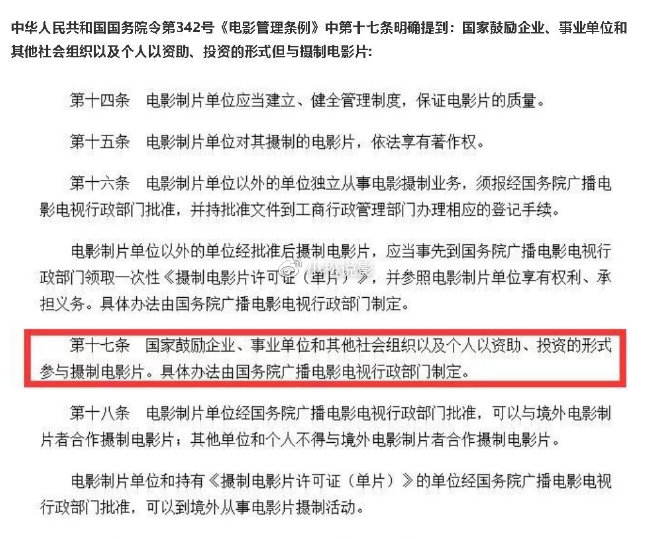 中华人民共和国国务院令第342号《电影管理条例》中第十七条明确提到：国家鼓励企业、事业单位和
其他社会组织以及个人以资助、投资的形式但与摄制电影片:
第十四条　电影制片单位应当建立、健全管理制度，保证电影片的质量。
第十五条　电影制片单位对其摄制的电影片，依法享有著作权。
第十六条　电影制片单位以外的单位独立从事电影摄制业务，须报经国务院广播电
影电视行政部门批准，并持批准文件到工商行政管理部门办理相应的登记手续。
电影制片单位以外的单位经批准后摄制电影片，应当事先到国务院广播电影电视行
政部门领取一次性《摄制电影片许可证（单片）》，并参照电影制片单位享有权利、承
担义务。具体办法由国务院广播电影电视行政部门制定。
第十七条　国家鼓励企业、事业单位和其他社会组织以及个人以资助、投资的形式
参与摄制电影片。具体办法由国务院广播电影电视行政部门制定。
第十八条　电影制片单位经国务院广播电影电视行政部门批准，可以与境外电影制
片者合作摄制电影片；其他单位和个人不得与境外电影制片者合作摄制电影片。
电影制片单位和持有《摄制电影片许可证（单片）》的单位经国务院广播电影电视
行政部门批准，可以到境外从事电影片摄制活动。